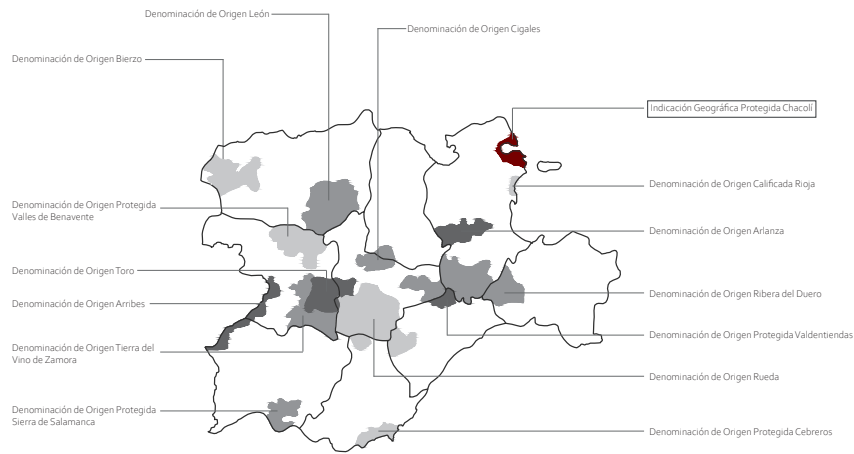 Denominación de Origen León
Denominación de Origen Cigales
Denominación de Origen Bierzo
Indicación Geográfica Protegida Chacolí
Denominación de Origen Calificada Rioja
Denominación de Origen Protegida
Valles de Benavente
Denominación de Origen Arlanza
Denominación de Origen Toro
Denominación de Origen Ribera del Duero
Denominación de Origen Arribes
Denominación de Origen Protegida Valdentiendas
Denominación de Origen Tierra del
Vino de Zamora
Denominación de Origen Rueda
Denominación de Origen Protegida
Sierra de Salamanca
Denominación de Origen Protegida Cebreros